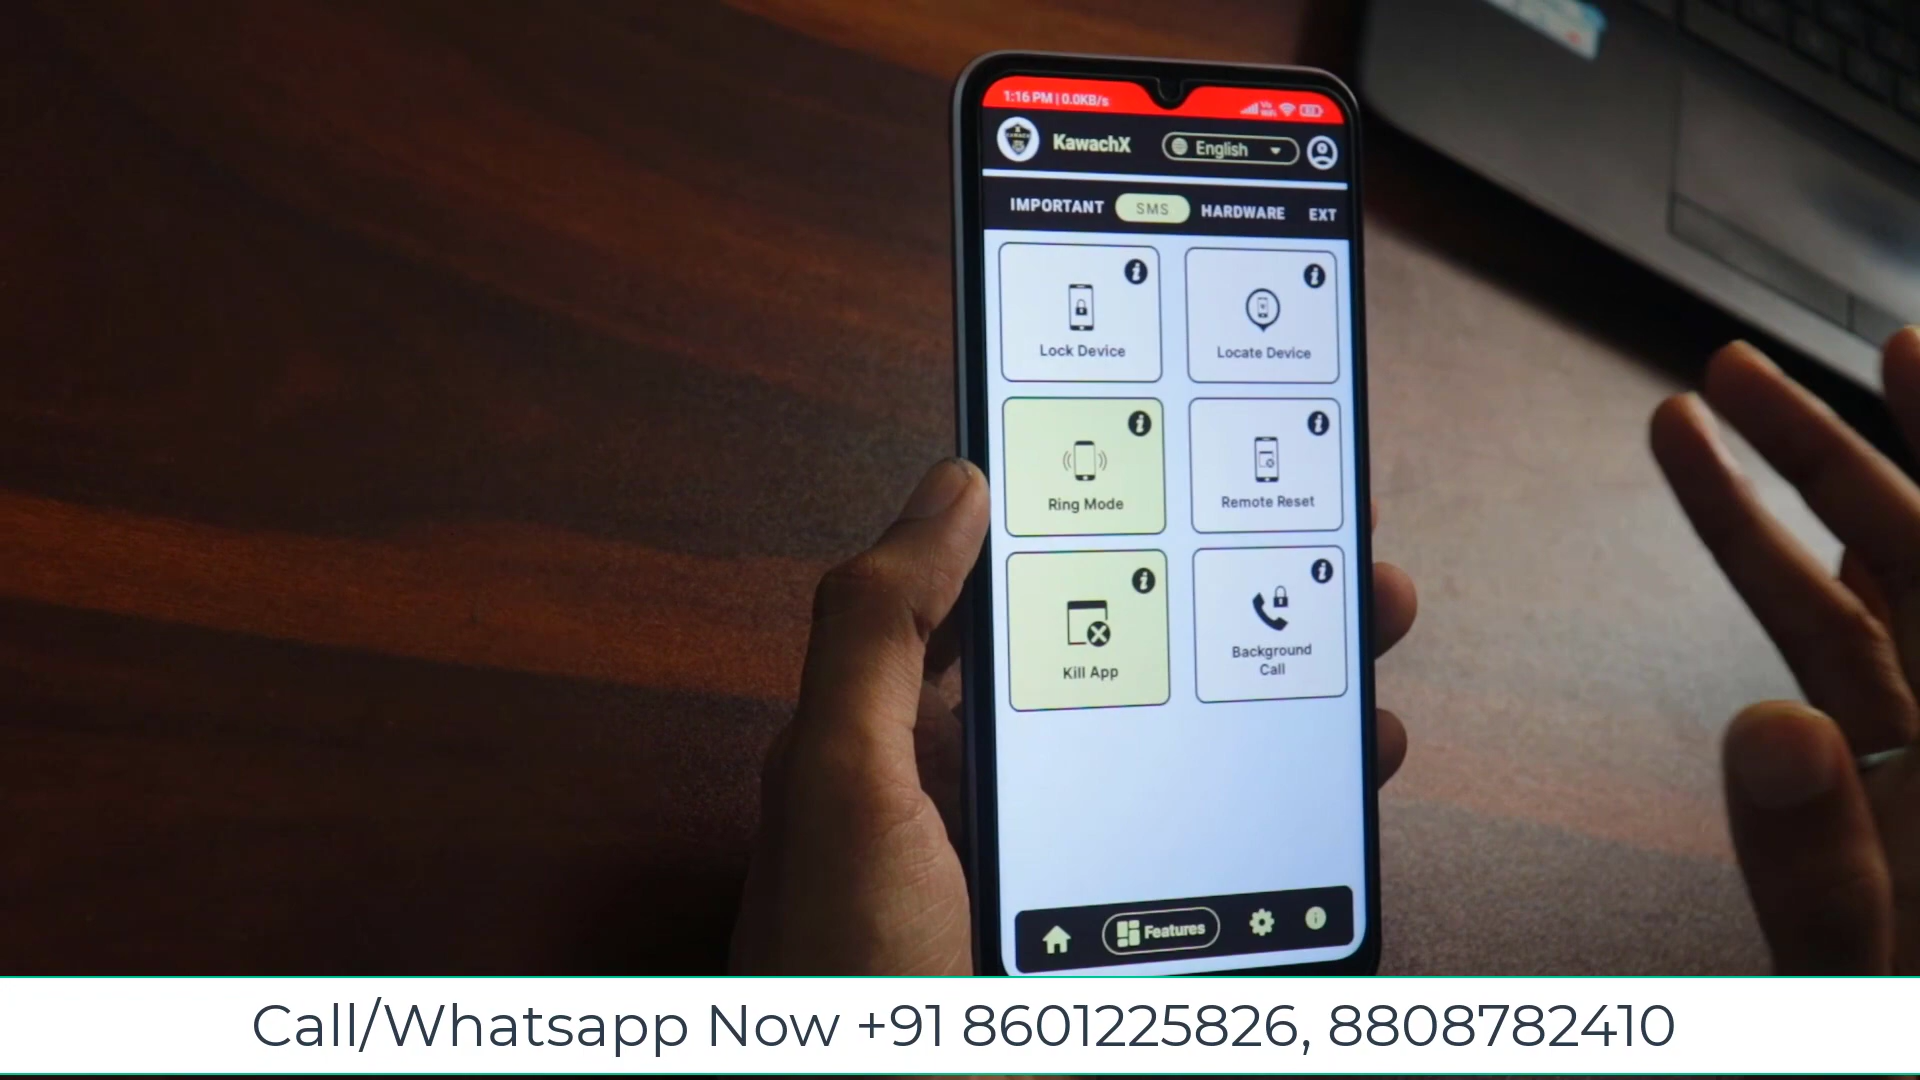 1:16 PM | 0.0KB/s
KawachX
English
IMPORTANT SMS HARDWARE EXT
Lock Device
Locate Device
Ring Mode
Remote Reset
Kill App
Background
Call
Features
Call/Whatsapp Now +91 8601225826, 8808782410